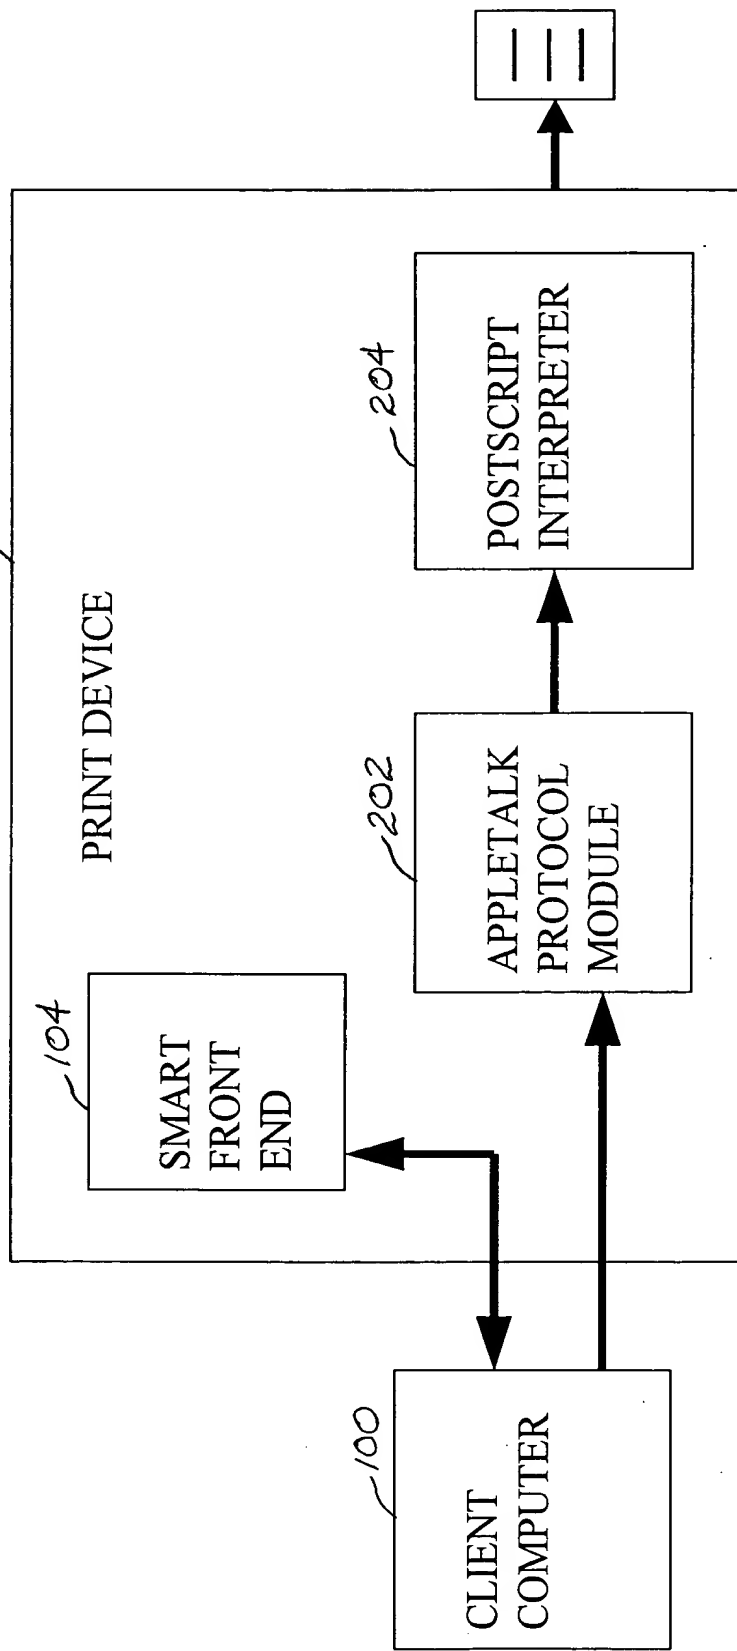 PRINT DEVICE
104
SMART
FRONT
END
202
APPLETALK
PROTOCOL
MODULE
204
POSTSCRIPT
INTERPRETER
100
CLIENT
COMPUTER